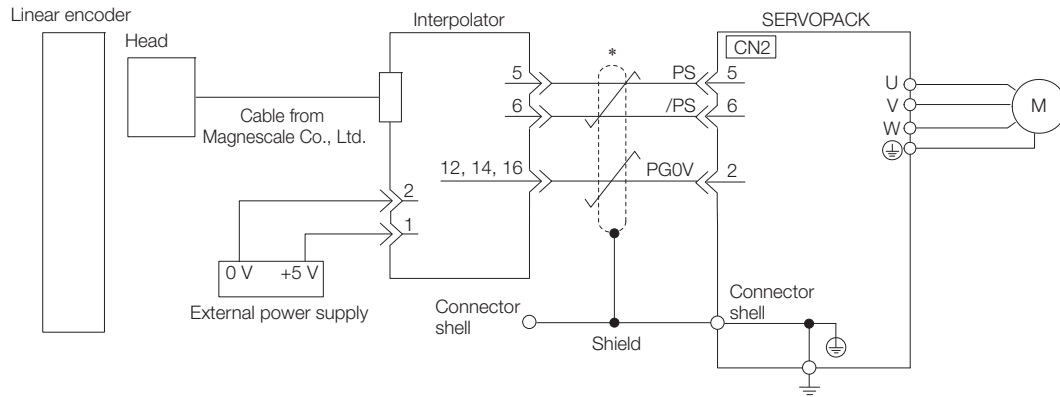 Linear encoder
Head
Interpolator
SERVOPACK
CN2
*
5
PS
5
6
/PS
6
Cable from
Magnescale Co., Ltd.
12, 14, 16
PG0V
2
U
V
W
M
2
1
0 V
+5 V
External power supply
Connector
shell
Shield
Connector
shell